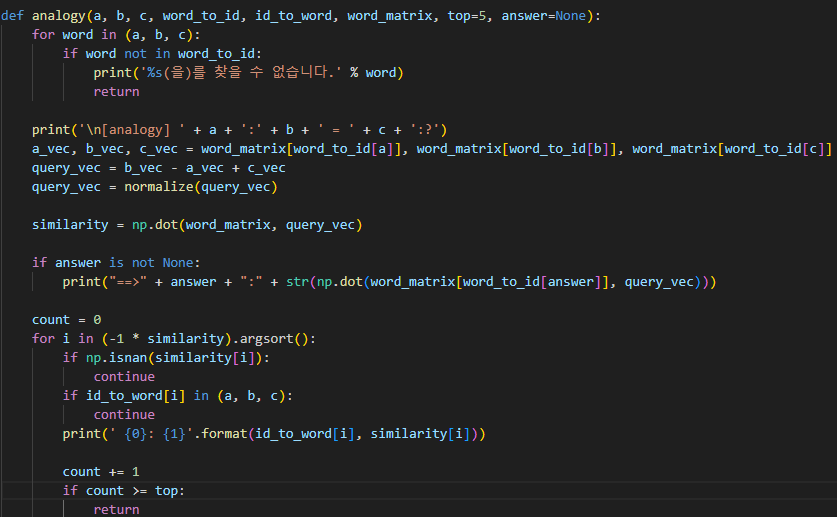 def analogy(a, b, c, word_to_id, id_to_word, word_matrix, top=5, answer=None):
    for word in (a, b, c):
        if word not in word_to_id:
            print('%s(을)를 찾을 수 없습니다.' % word)
            return

    print('\n[analogy] ' + a + ':' + b + ' = ' + c + ':?')
    a_vec, b_vec, c_vec = word_matrix[word_to_id[a]], word_matrix[word_to_id[b]], word_matrix[word_to_id[c]]
    query_vec = b_vec - a_vec + c_vec
    query_vec = normalize(query_vec)

    similarity = np.dot(word_matrix, query_vec)

    if answer is not None:
        print("==>" + answer + ":" + str(np.dot(word_matrix[word_to_id[answer]], query_vec)))

    count = 0
    for i in (-1 * similarity).argsort():
        if np.isnan(similarity[i]):
            continue
        if id_to_word[i] in (a, b, c):
            continue
        print(' {0}: {1}'.format(id_to_word[i], similarity[i]))

        count += 1
        if count >= top:
            return